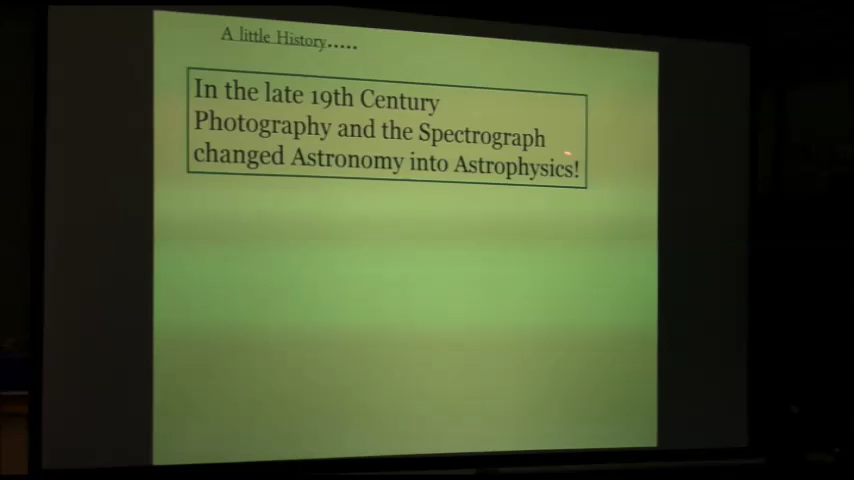 A little History.....
In the late 19th Century
Photography and the Spectrograph
changed Astronomy into Astrophysics!